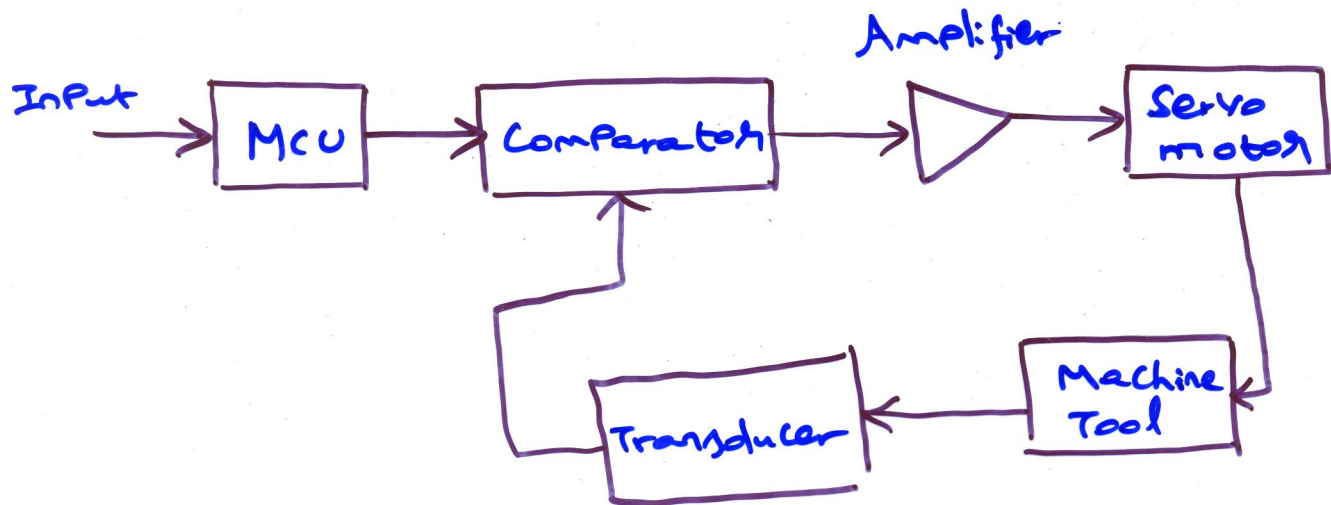 Amplifier
Input
MCU
Comparator
Servo
motor
Machine
Tool
Transducer